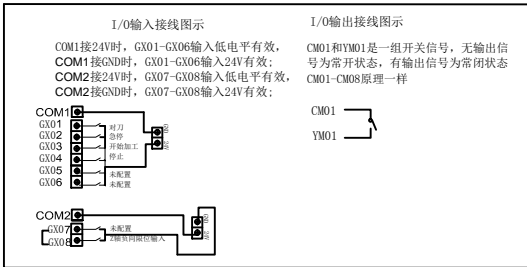 I/O输入接线图示
COM1接24V时，GX01-GX06输入低电平有效，
COM1接GND时，GX01-GX06输入24V有效;
COM2接24V时，GX07-GX08输入低电平有效，
COM2接GND时，GX07-GX08输入24V有效;
I/O输出接线图示
CM01和YM01是一组开关信号，无输出信
号为常开状态，有输出信号为常闭状态
CM01-CM08原理一样
COM1
GX01 对刀
GX02 急停
GX03 开始加工
GX04 停止
GX05 未配置
GX06 未配置
GND
24V
CM01
YM01
COM2
GX07 未配置
GX08 Z轴负向限位输入
GND
24V